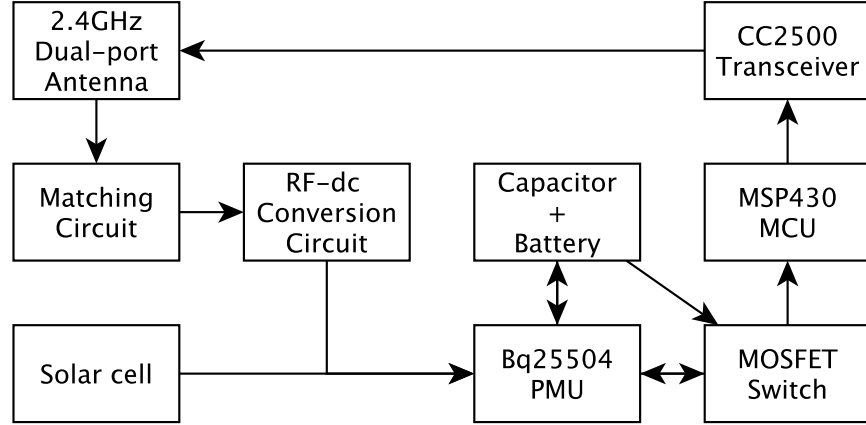 2.4GHz
Dual-port
Antenna
CC2500
Transceiver
Matching
Circuit
RF-dc
Conversion
Circuit
Capacitor
+
Battery
MSP430
MCU
Solar cell
Bq25504
PMU
MOSFET
Switch